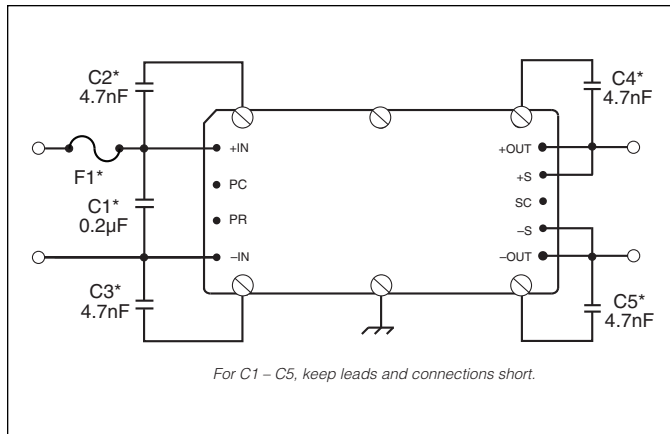 C2*
4.7nF
C4*
4.7nF
+IN
+OUT
F1*
+S
PC
C1*
0.2µF
SC
PR
–S
–IN
–OUT
C3*
4.7nF
C5*
4.7nF
For C1 – C5, keep leads and connections short.